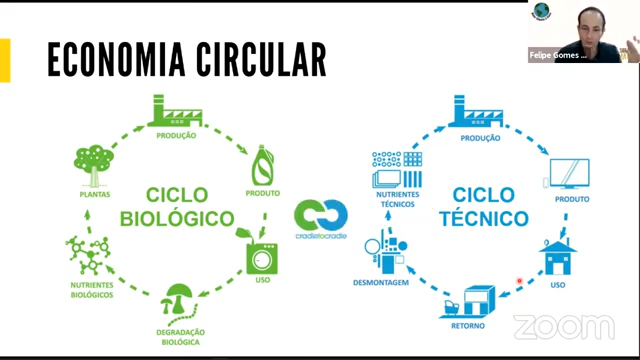 ECONOMIA CIRCULAR
Felipe Gomes ...
PRODUÇÃO
PLANTAS
CICLO
BIOLÓGICO
PRODUTO
NUTRIENTES
BIOLÓGICOS
USO
DEGRADAÇÃO
BIOLÓGICA
cradletocradle
PRODUÇÃO
NUTRIENTES
TÉCNICOS
CICLO
TÉCNICO
PRODUTO
DESMONTAGEM
USO
RETORNO
zoom